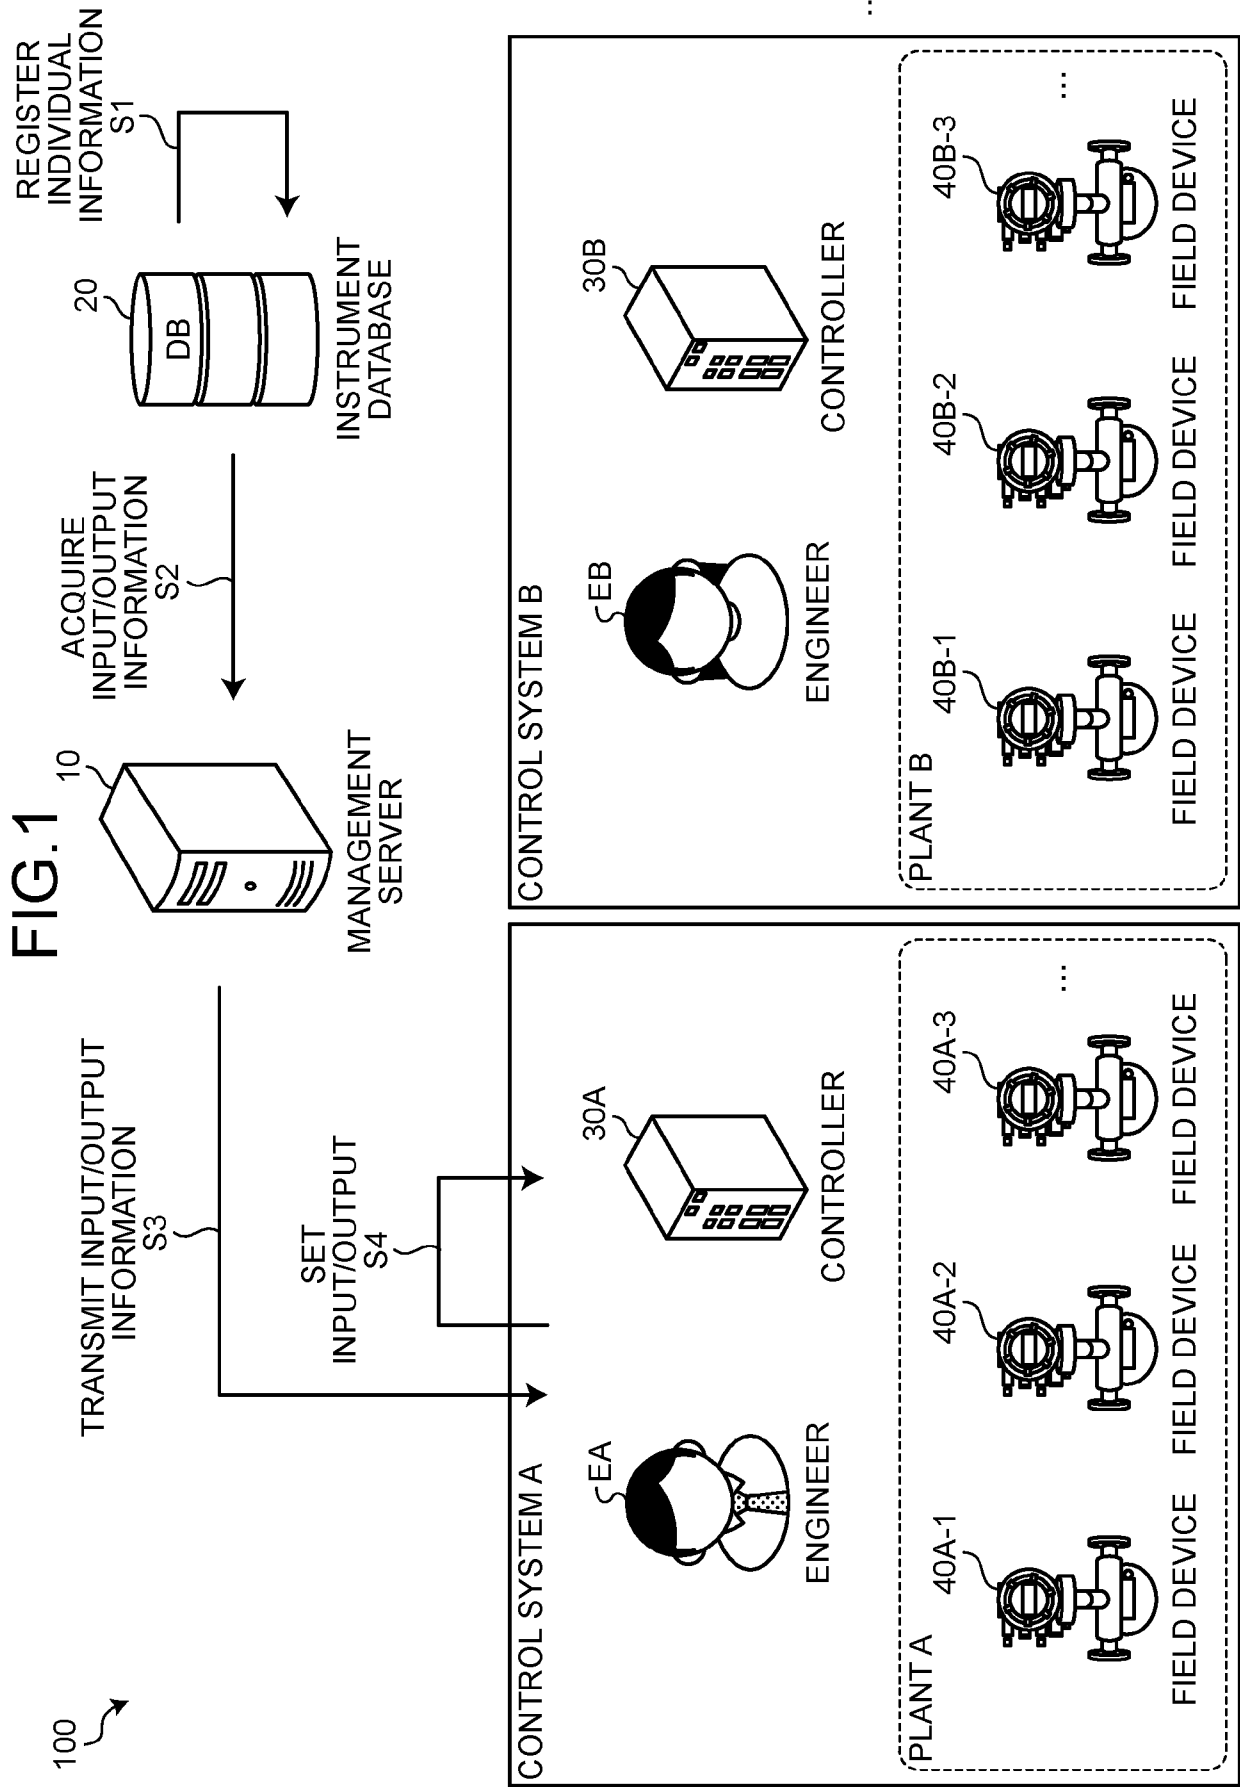 FIG.1
100
TRANSMIT INPUT/OUTPUT
INFORMATION
S3
SET
INPUT/OUTPUT
S4
10
MANAGEMENT
SERVER
ACQUIRE
INPUT/OUTPUT
INFORMATION
S2
20
DB
INSTRUMENT
DATABASE
REGISTER
INDIVIDUAL
INFORMATION
S1
CONTROL SYSTEM A
EA
ENGINEER
30A
CONTROLLER
PLANT A
40A-1
FIELD DEVICE
40A-2
FIELD DEVICE
40A-3
FIELD DEVICE
...
CONTROL SYSTEM B
EB
ENGINEER
30B
CONTROLLER
PLANT B
40B-1
FIELD DEVICE
40B-2
FIELD DEVICE
40B-3
FIELD DEVICE
...
...